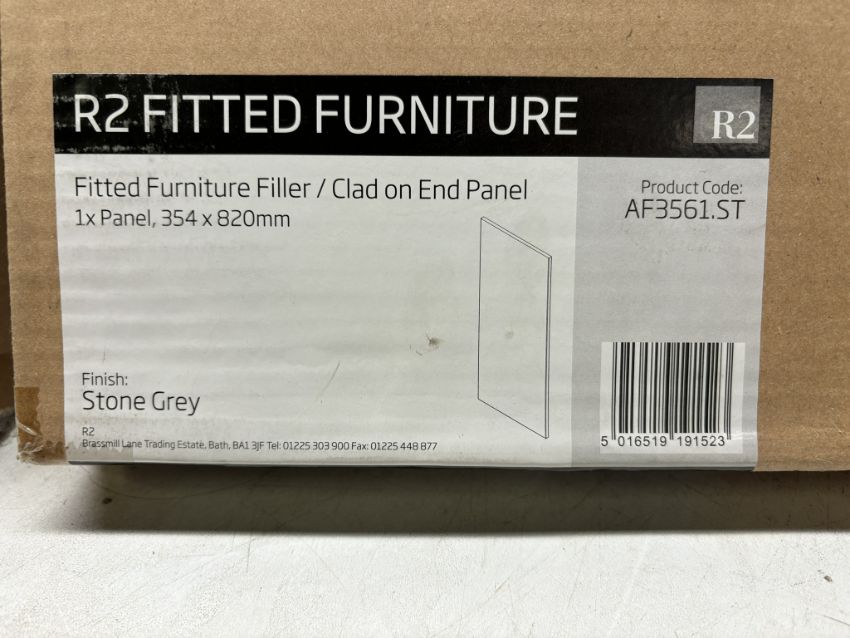 R2 FITTED FURNITURE
R2
Fitted Furniture Filler / Clad on End Panel
1x Panel, 354 x 820mm
Product Code:
AF3561.ST
Finish:
Stone Grey
R2
Brassmill Lane Trading Estate, Bath, BA1 3JF Tel: 01225 303 900 Fax: 01225 448 877
5 016519 191523